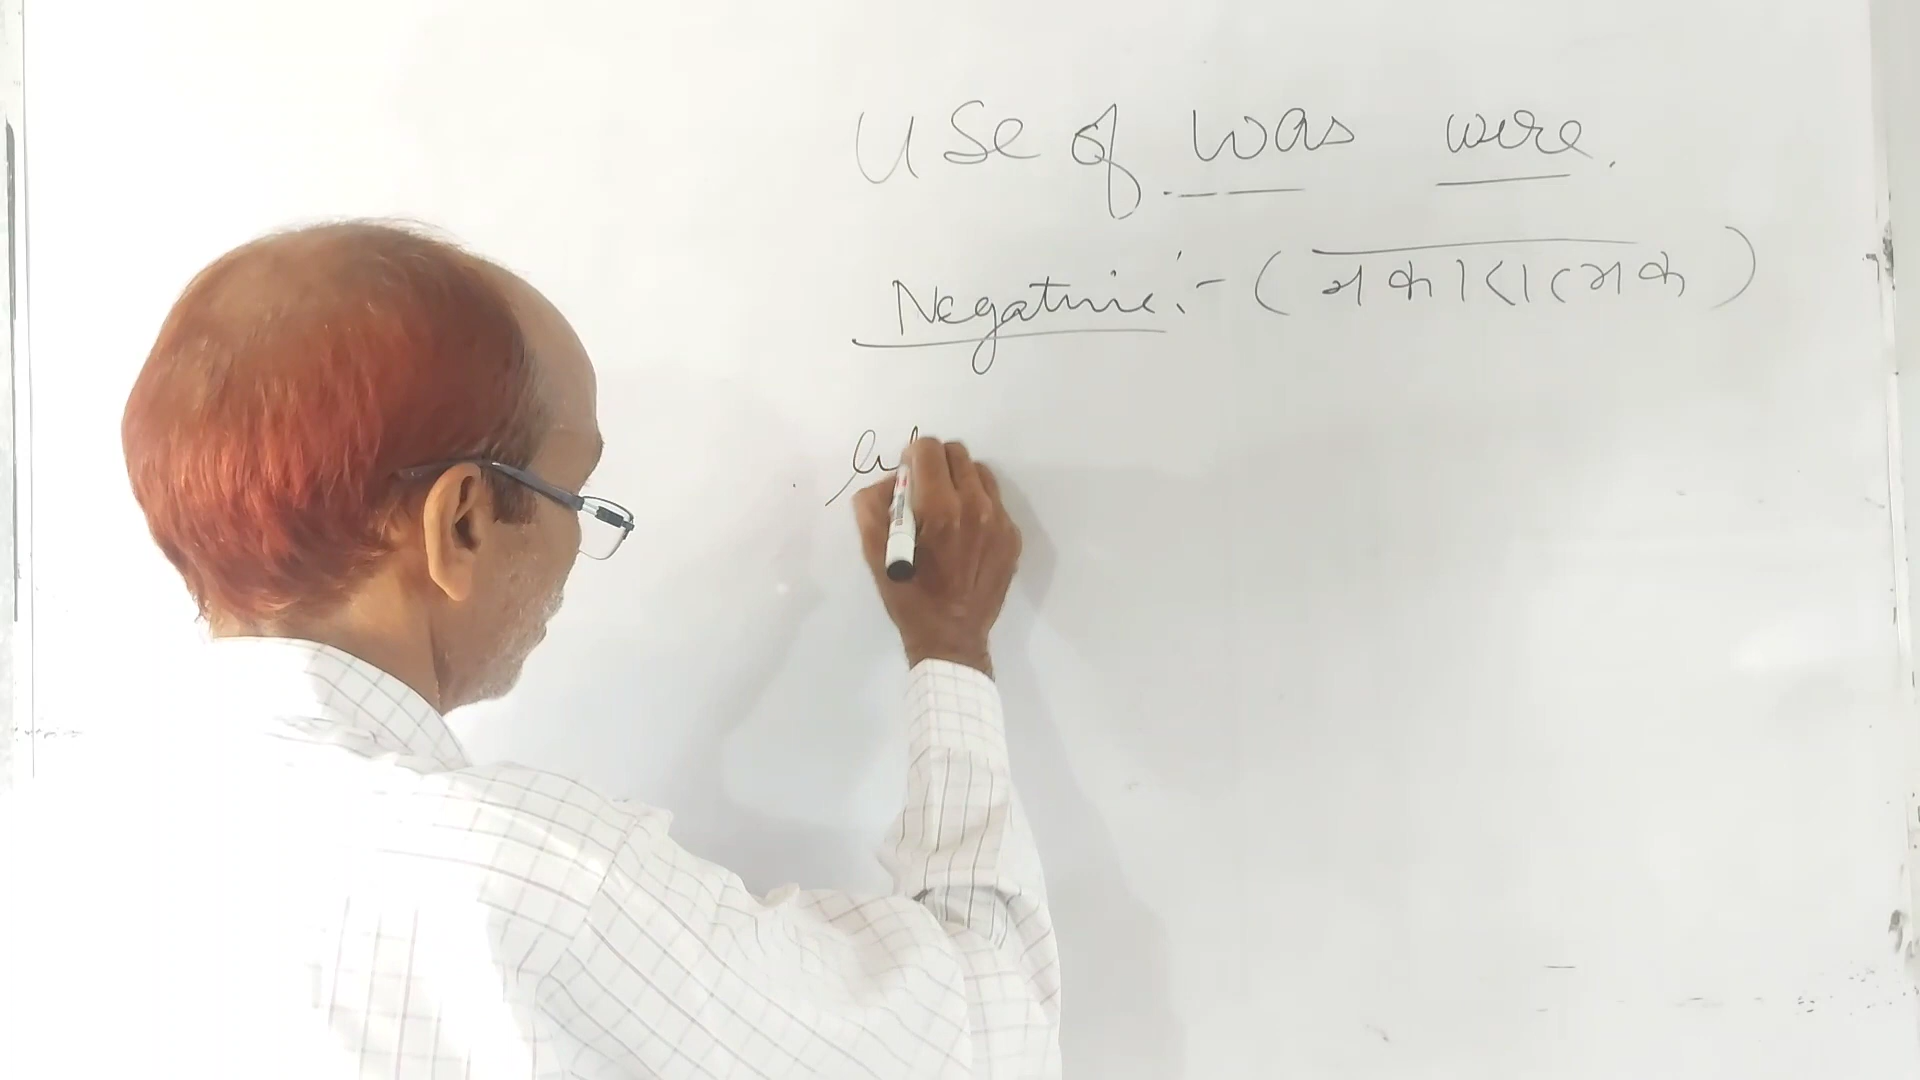 Use of was were.
Negative :- (नकारात्मक)